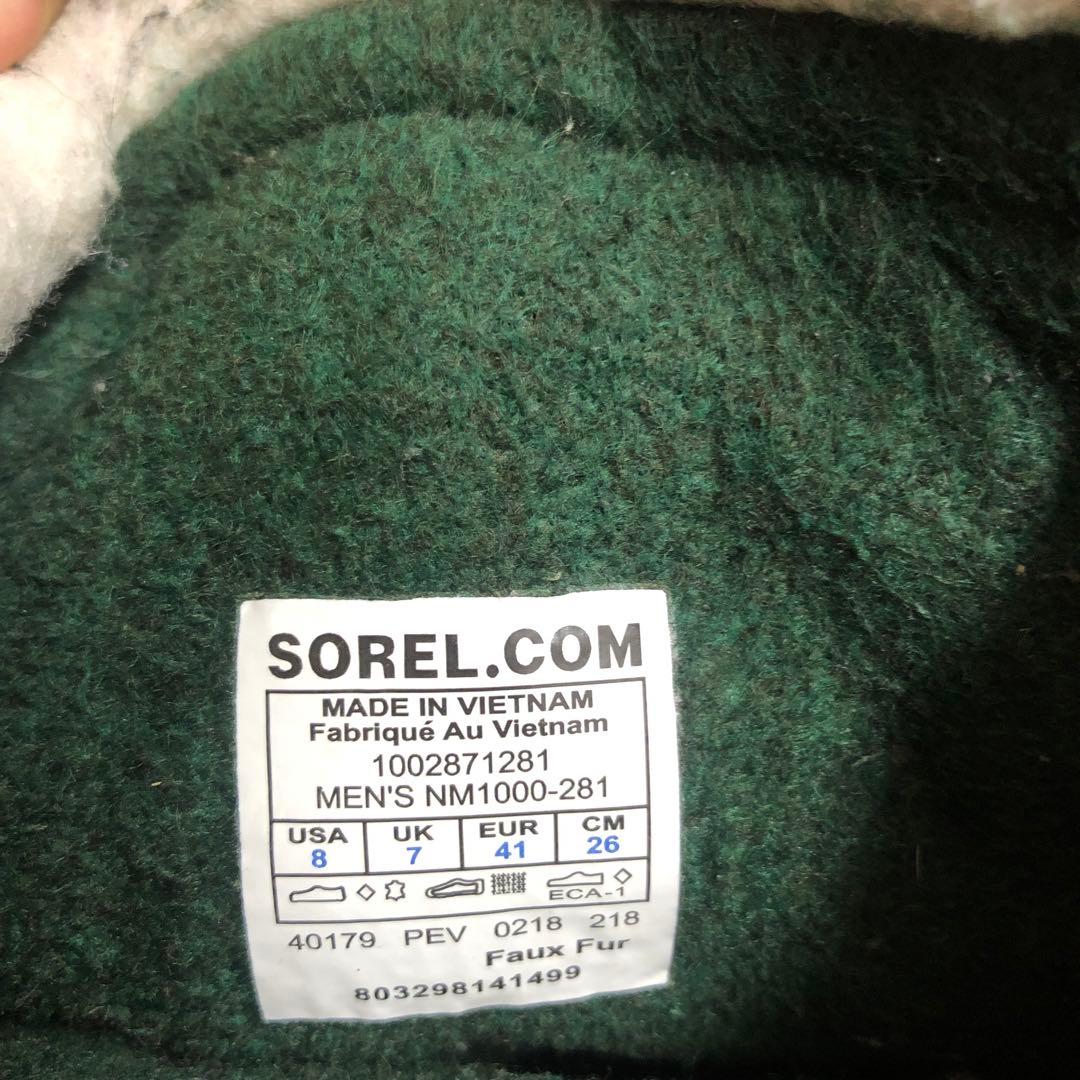 SOREL.COM
MADE IN VIETNAM
Fabriqué Au Vietnam
1002871281
MEN'S NM1000-281
USA UK EUR CM
8 7 41 26
ECA-1
40179 PEV 0218 218
Faux Fur
803298141499